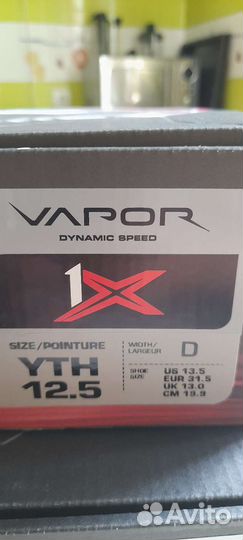 VAPOR
DYNAMIC SPEED
1X
SIZE/POINTURE
YTH
12.5
WIDTH/
LARGEUR
D
SHOE
SIZE
US 13.5
EUR 31.5
UK 13.0
CM 19.9
Avito